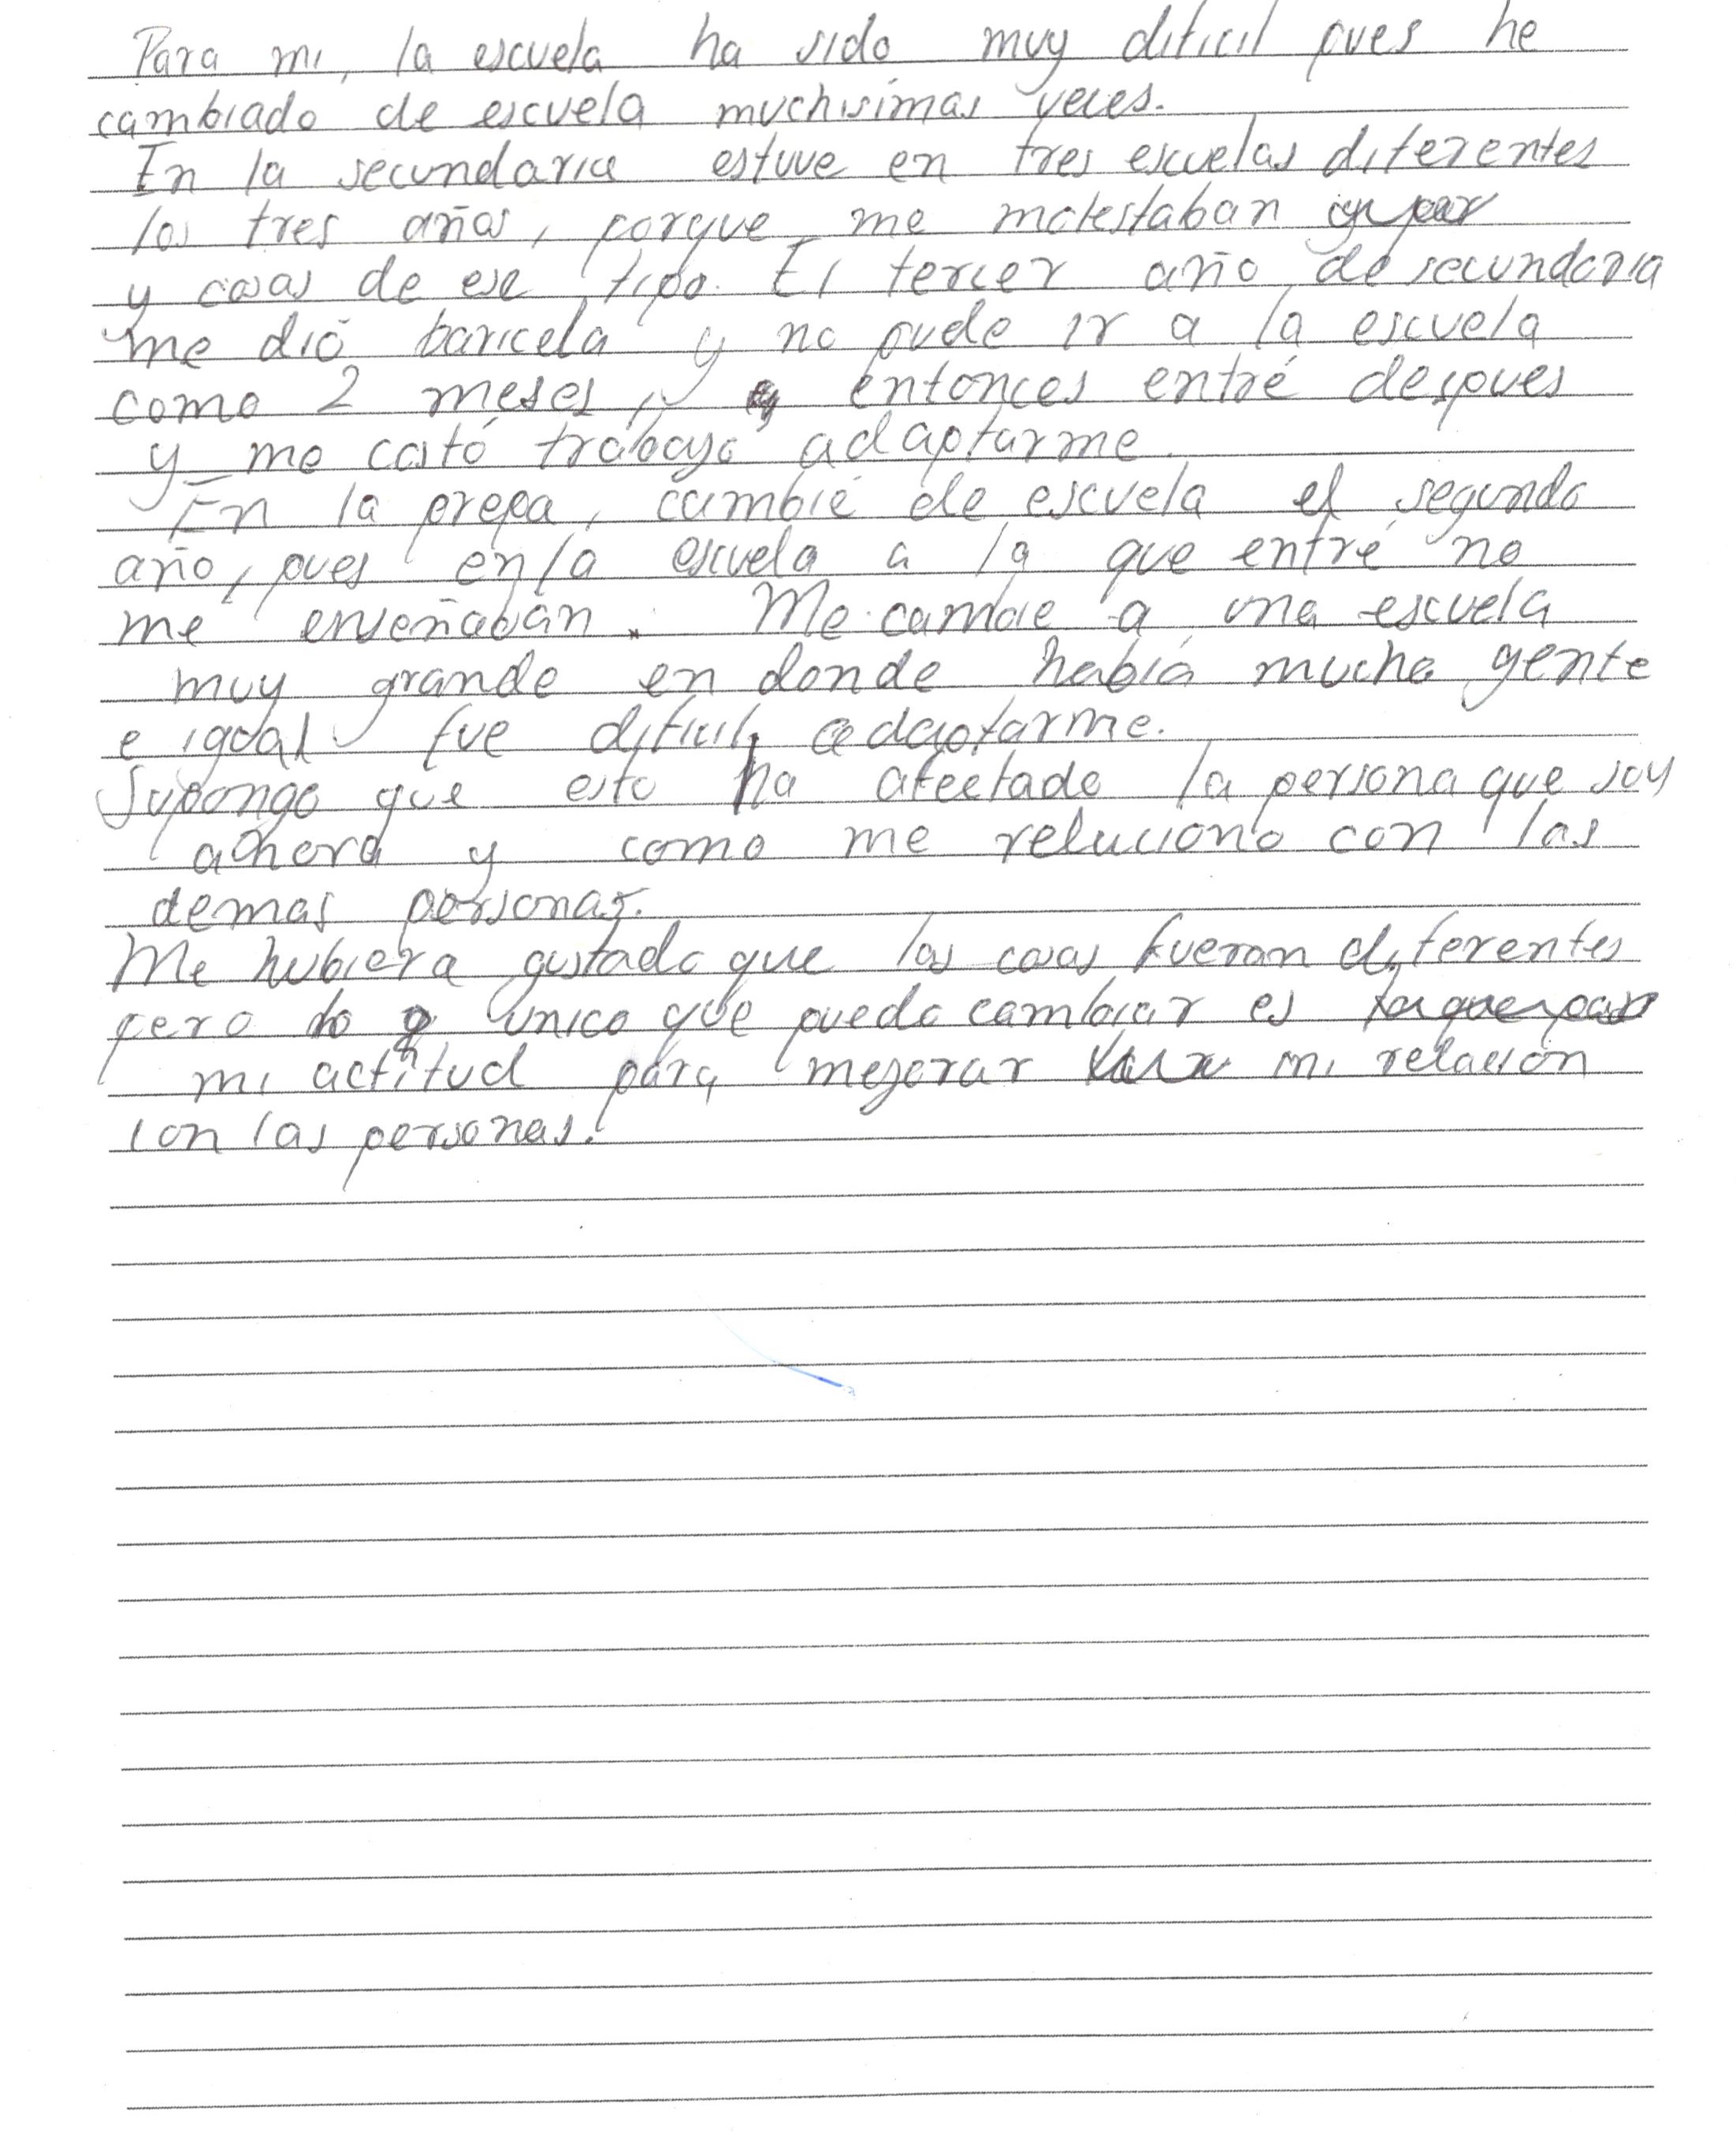 Para mi, la escuela ha sido muy dificil pues he
cambiado de escuela muchisimas veces.
En la secundaria estuve en tres escuelas diferentes
los tres años, porque me molestaban
y cosas de ese tipo. El tercer año de secundaria
me dió baricela y no pude ir a la escuela
como 2 meses, y entonces entré despues
y me costó trabajo adaptarme.
En la prepa, cambié de escuela el segundo
año, pues en la escuela a la que entré no
me enseñaban. Me cambie a una escuela
muy grande en donde había mucha gente
e igual fue dificil adaptarme.
Supongo que esto ha afectado la persona que soy
ahora y como me relaciono con las
demas personas.
Me hubiera gustado que las cosas fueran diferentes
pero lo unico que puedo cambiar es
mi actitud para mejorar mi relación
con las personas.